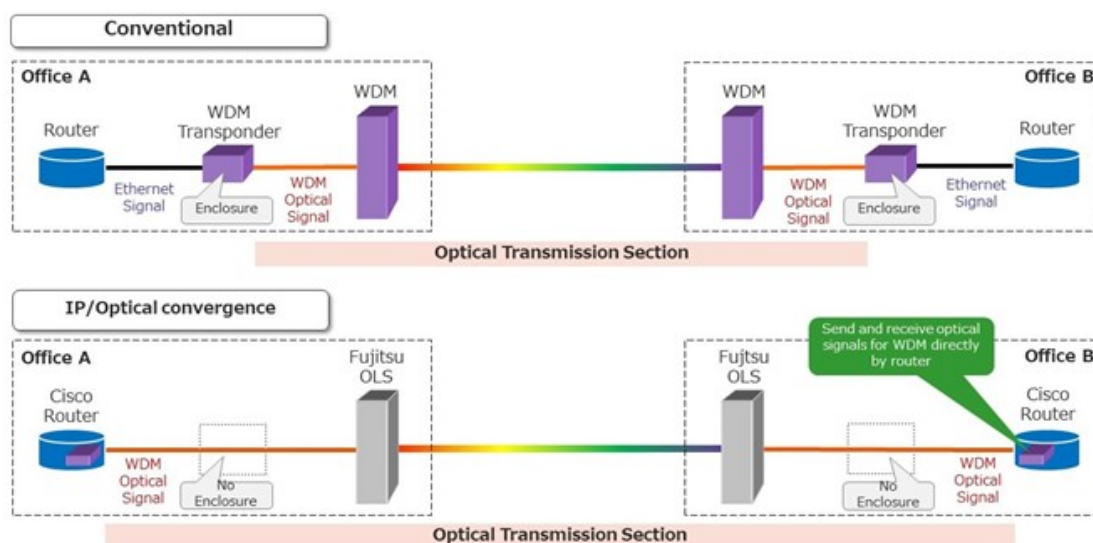 Conventional
Office A
Office B
WDM
WDM
WDM
Transponder
WDM
Transponder
Router
Router
Ethernet
Signal
Enclosure
WDM
Optical
Signal
WDM
Optical
Signal
Enclosure
Ethernet
Signal
Optical Transmission Section
IP/Optical convergence
Send and receive optical
signals for WDM directly
by router
Office A
Office B
Fujitsu
OLS
Fujtsu
OLS
Cisco
Router
Cisco
Router
WDM
Optical
Signal
No
Enclosure
No
Enclosure
WDM
Optical
Signal
Optical Transmission Section